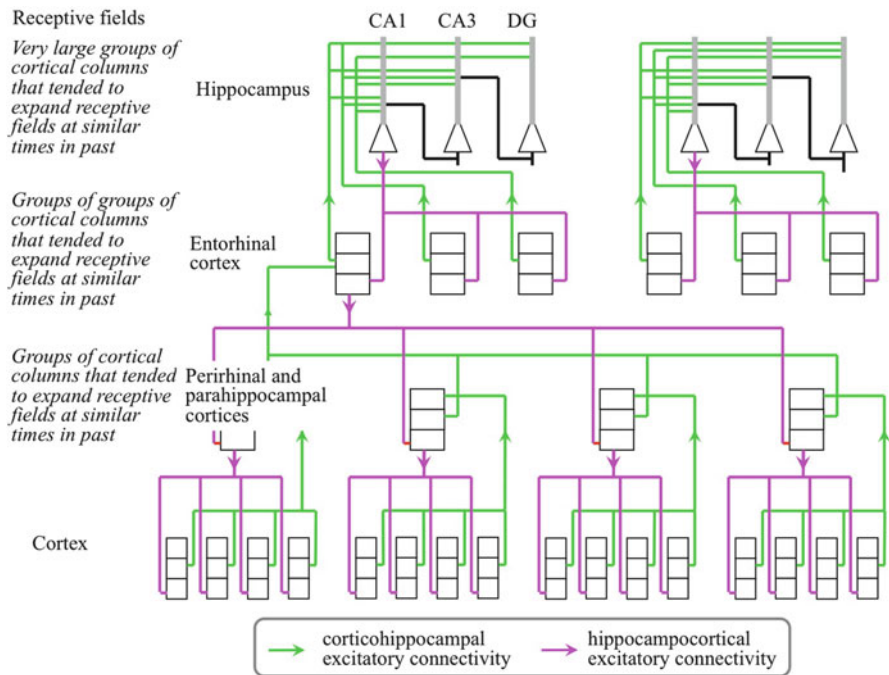 Receptive fields
CA1 CA3 DG
Very large groups of
cortical columns
that tended to
expand receptive
fields at similar
times in past
Hippocampus
Groups of groups of
cortical columns
that tended to
expand receptive
fields at similar
times in past
Entorhinal
cortex
Groups of cortical
columns that tended
to expand receptive
fields at similar
times in past
Perirhinal and
parahippocampal
cortices
Cortex
corticohippocampal
excitatory connectivity
hippocampocortical
excitatory connectivity